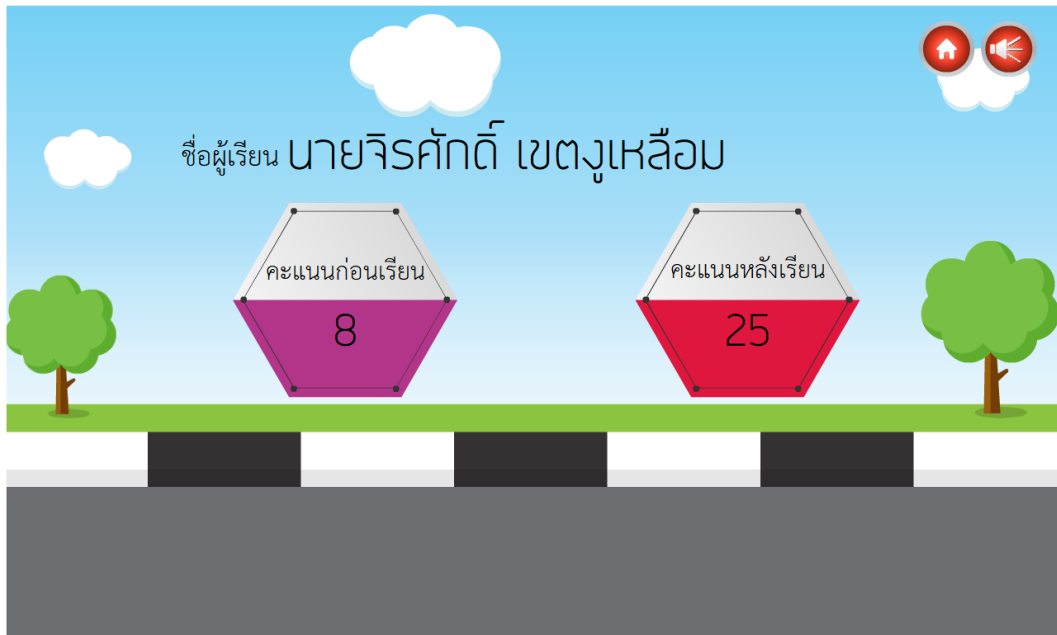 ชื่อผู้เรียน นายจิรศักดิ์ เขตงูเหลือม
คะแนนก่อนเรียน
8
คะแนนหลังเรียน
25